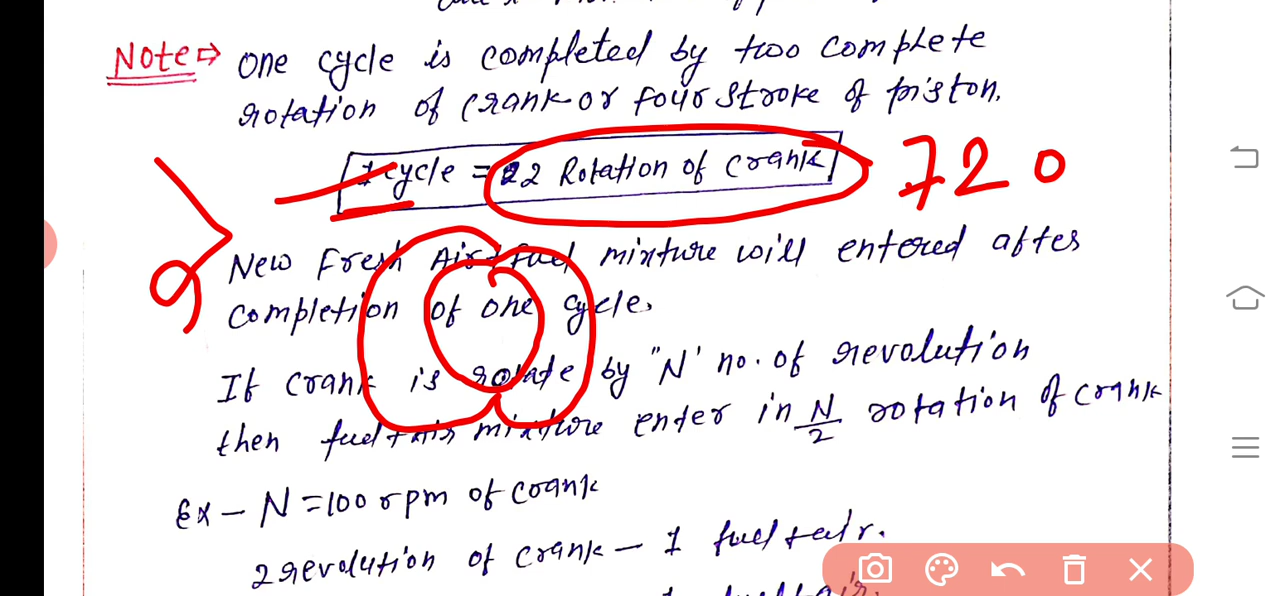 Note⇒ one cycle is completed by two complete
rotation of crank or four stroke of piston.
1 cycle = 2 Rotation of crank
720
New Fresh Air+fuel mixture will entered after
completion of one cycle.
If crank is rotate by "N' no. of revolution
then fuel+air mixture enter in N/2 rotation of crank
Ex – N = 100 rpm of crank
2 revolution of crank – 1 fuel+air.